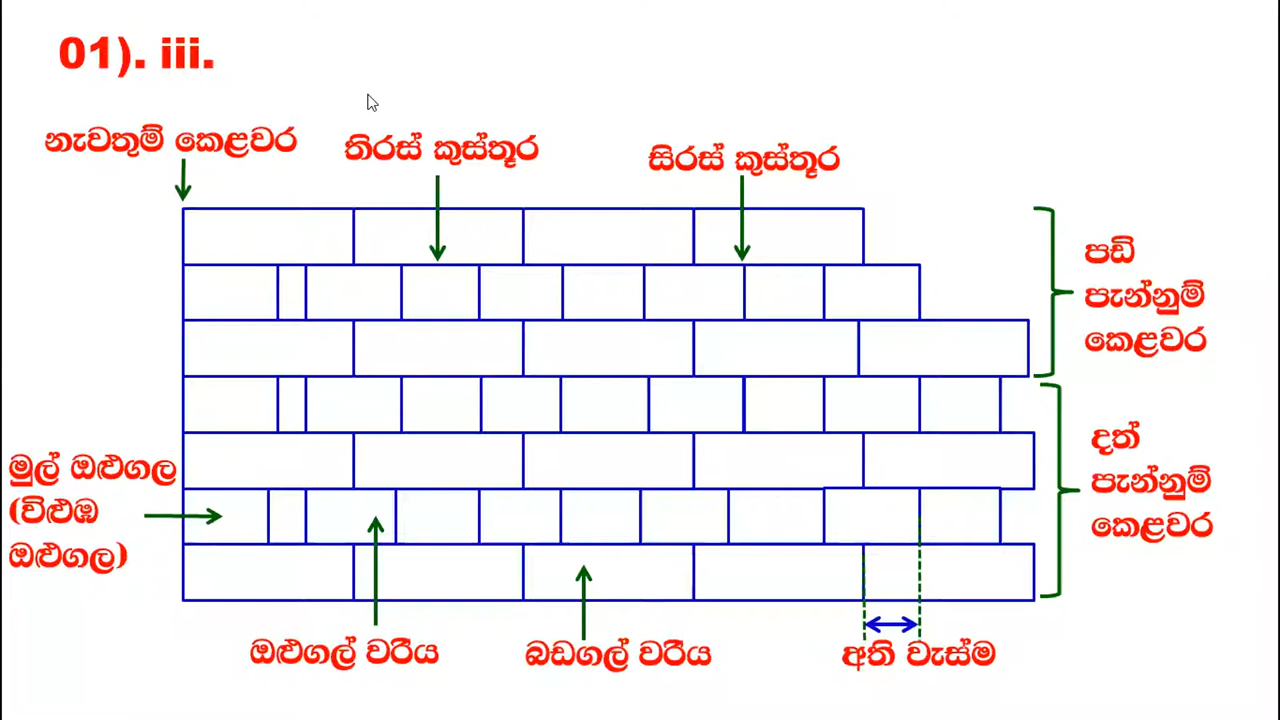 01). iii.
නැවතුම් කෙළවර
තිරස් කුස්තූර
සිරස් කුස්තූර
පඩි
පැන්නුම්
කෙළවර
දත්
පැන්නුම්
කෙළවර
මුල් ඔළුගල
(විළුඹ
ඔළුගල)
ඔළුගල් වරිය
බඩගල් වරිය
අති වැස්ම